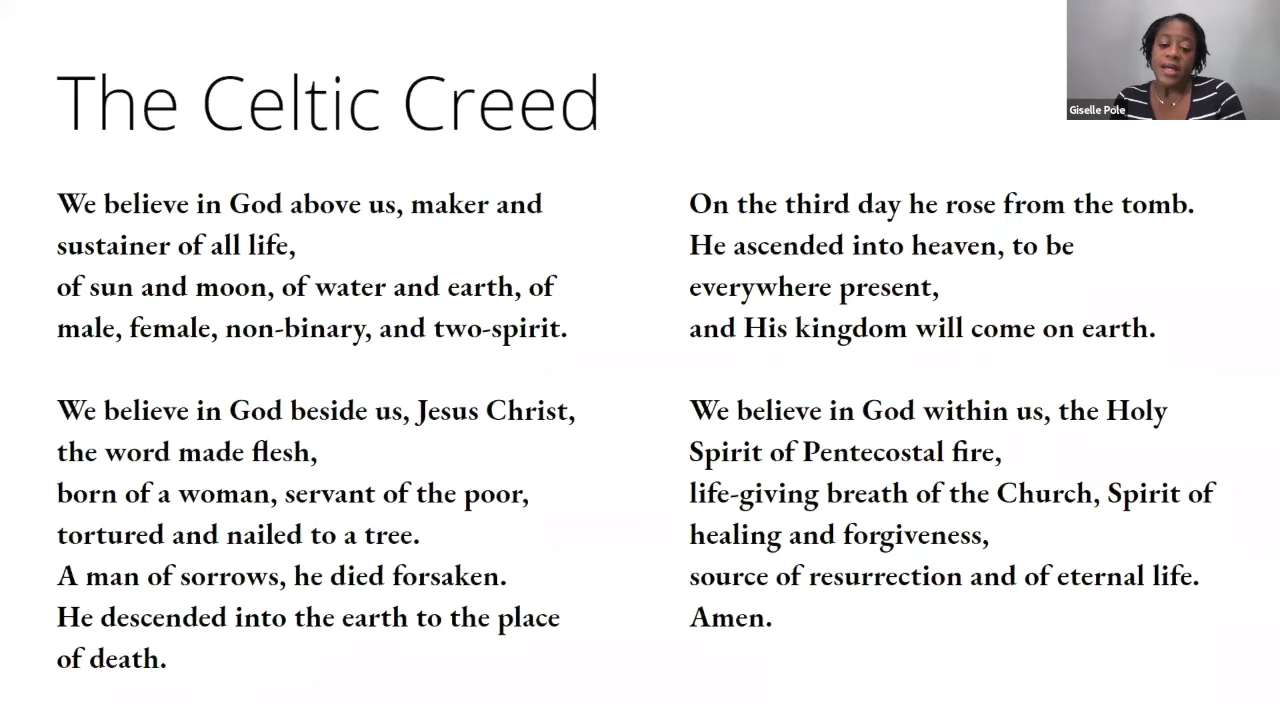 The Celtic Creed
We believe in God above us, maker and
sustainer of all life,
of sun and moon, of water and earth, of
male, female, non-binary, and two-spirit.
We believe in God beside us, Jesus Christ,
the word made flesh,
born of a woman, servant of the poor,
tortured and nailed to a tree.
A man of sorrows, he died forsaken.
He descended into the earth to the place
of death.
On the third day he rose from the tomb.
He ascended into heaven, to be
everywhere present,
and His kingdom will come on earth.
We believe in God within us, the Holy
Spirit of Pentecostal fire,
life-giving breath of the Church, Spirit of
healing and forgiveness,
source of resurrection and of eternal life.
Amen.
Giselle Pole